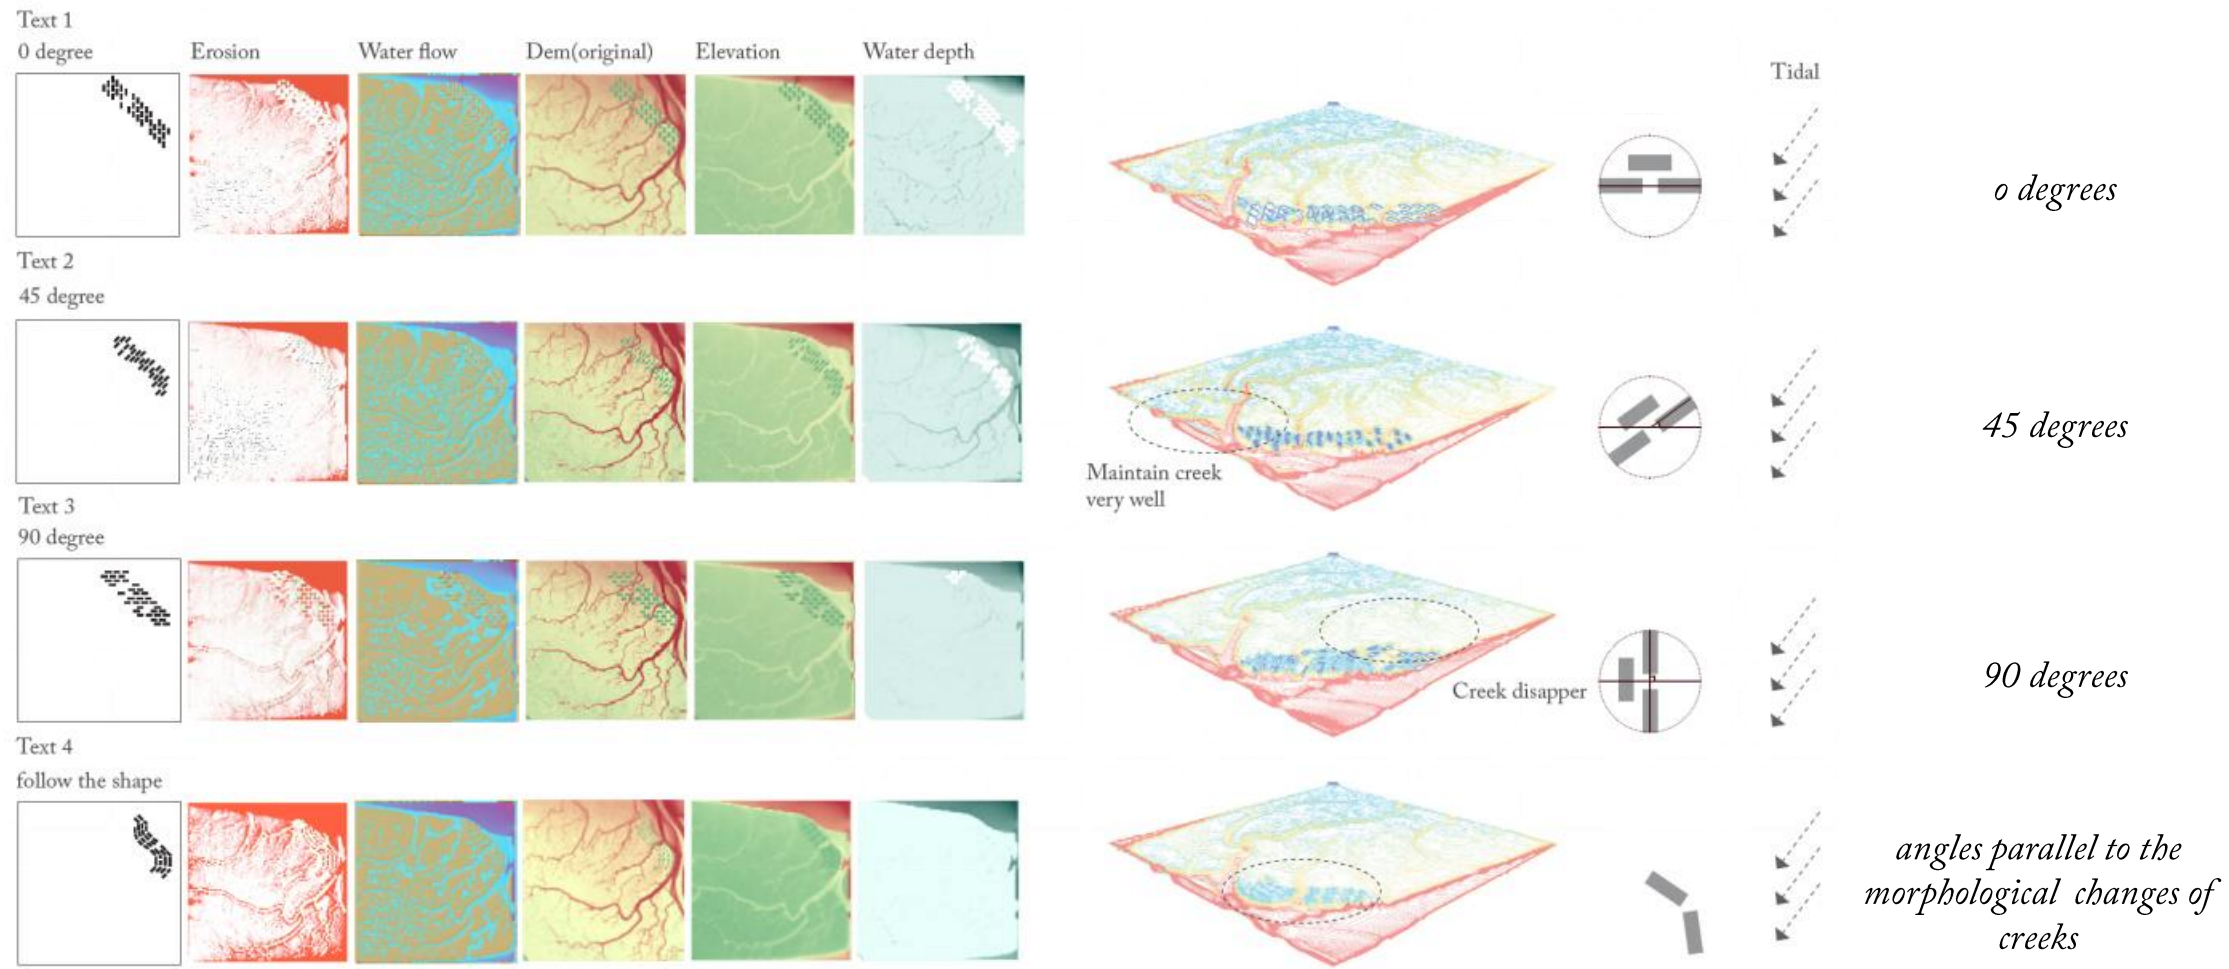 Text 1
0 degree
Erosion
Water flow
Dem(original)
Elevation
Water depth
Tidal
0 degrees
Text 2
45 degree
Maintain creek
very well
45 degrees
Text 3
90 degree
Creek disapper
90 degrees
Text 4
follow the shape
angles parallel to the
morphological changes of
creeks